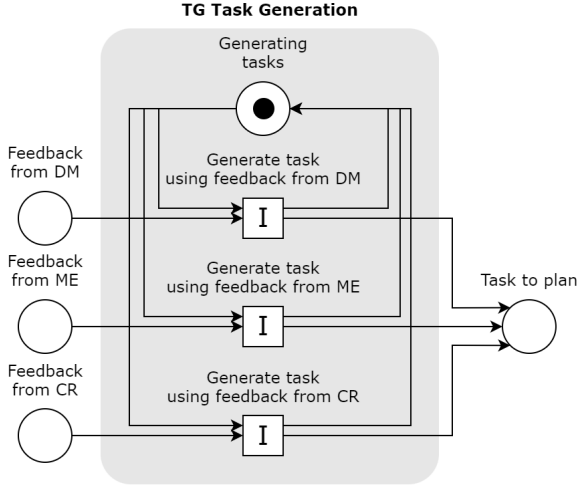 TG Task Generation
Generating
tasks
Feedback
from DM
Generate task
using feedback from DM
I
Feedback
from ME
Generate task
using feedback from ME
I
Task to plan
Feedback
from CR
Generate task
using feedback from CR
I